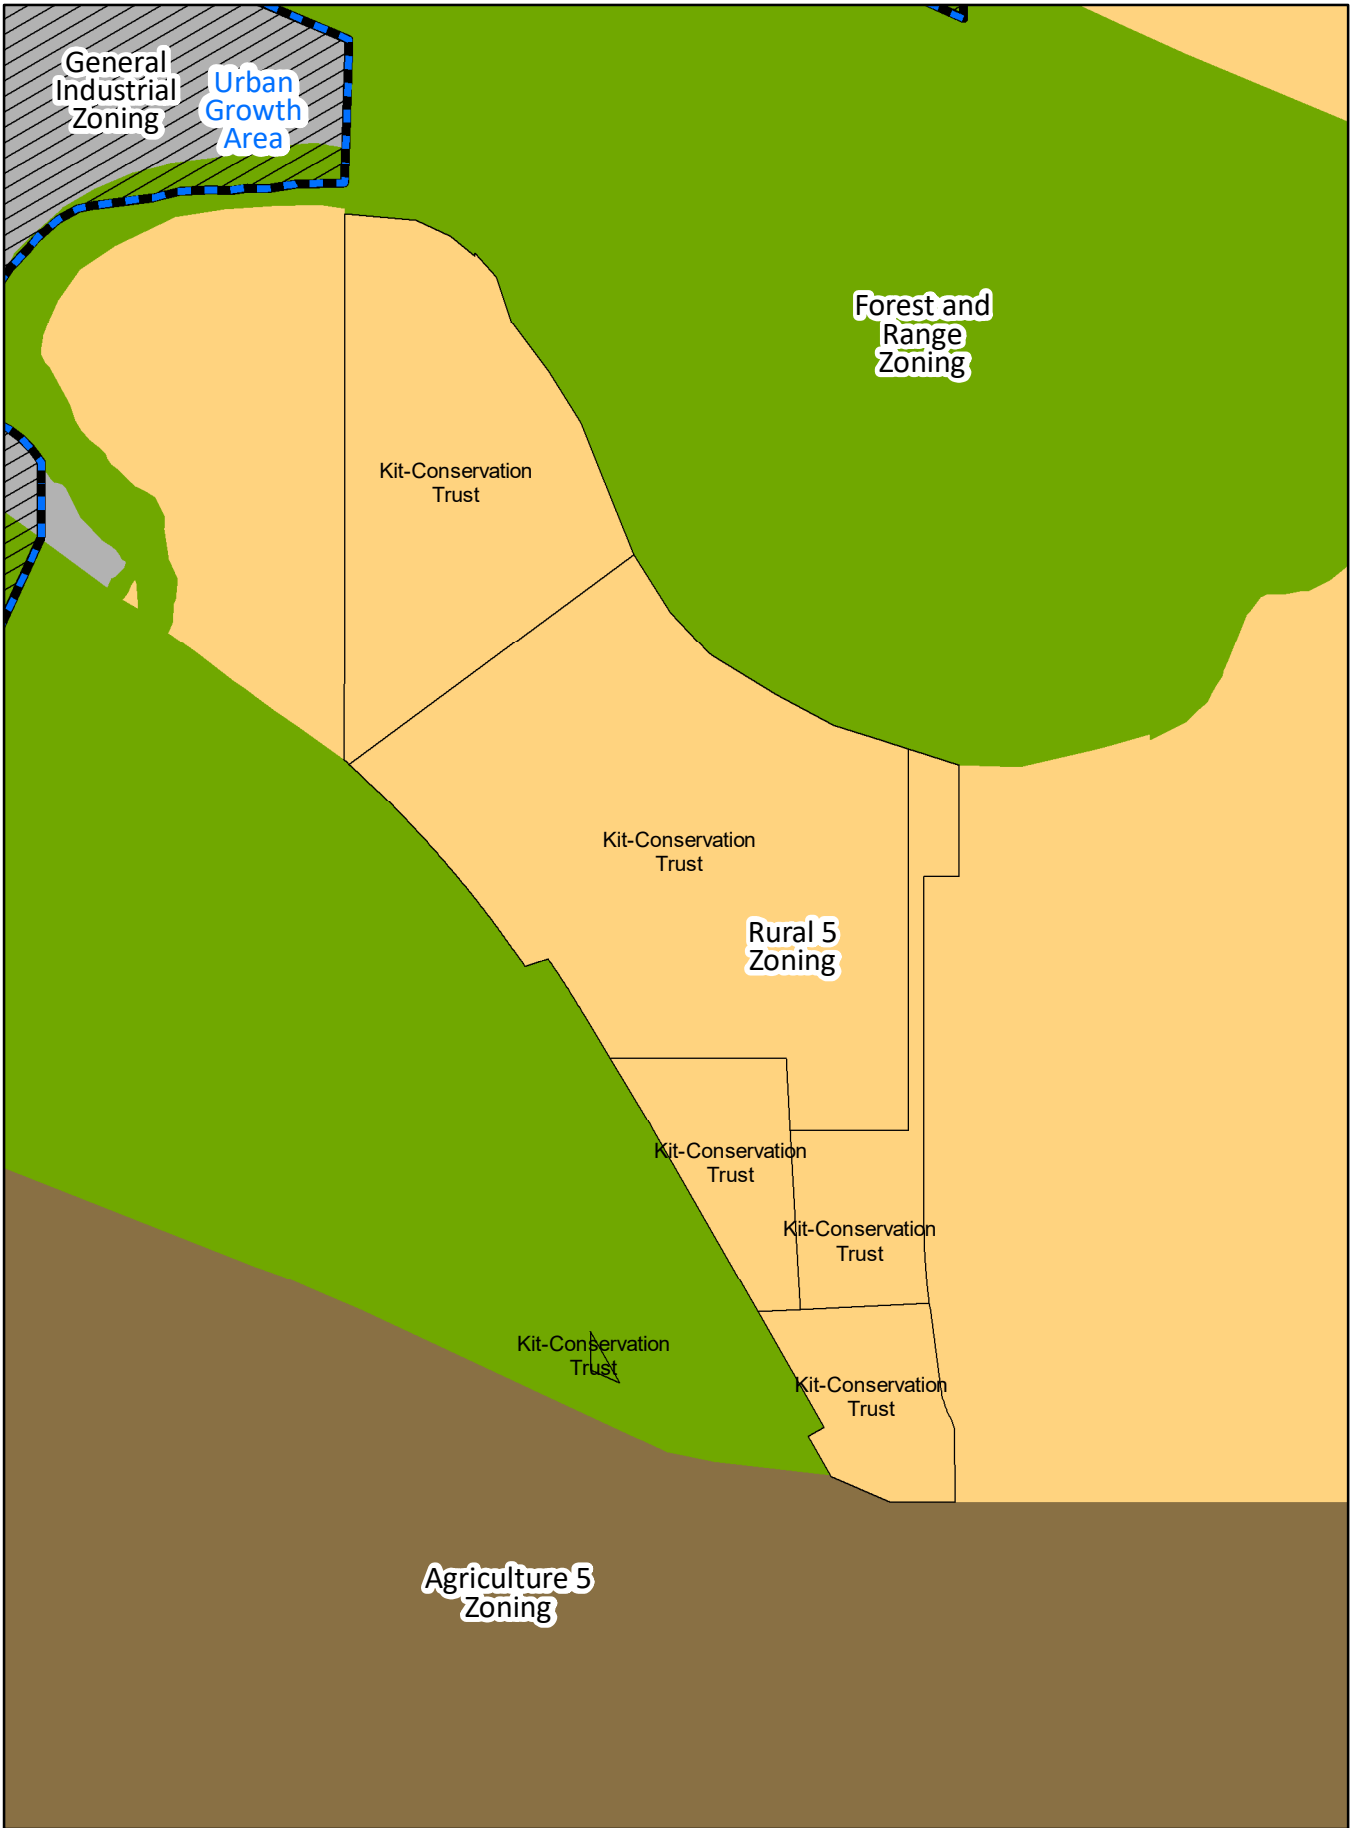 General
Industrial
Zoning
Urban
Growth
Area
Forest and
Range
Zoning
Kit-Conservation
Trust
Kit-Conservation
Trust
Rural 5
Zoning
Kit-Conservation
Trust
Kit-Conservation
Trust
Kit-Conservation
Trust
Kit-Conservation
Trust
Agriculture 5
Zoning